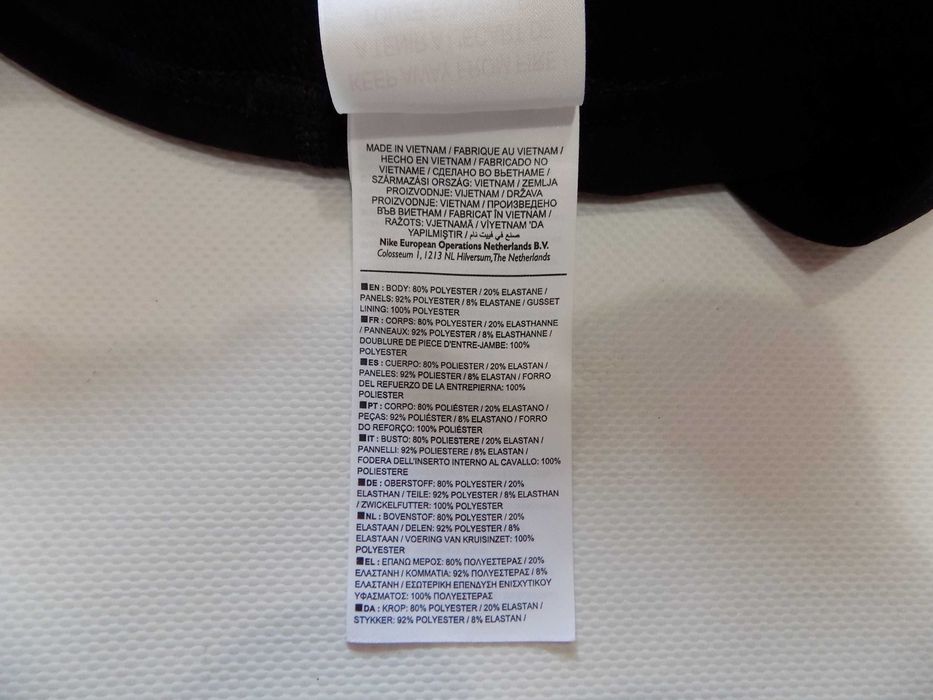 KEEP AWAY FROM FIRE
MADE IN VIETNAM / FABRIQUE AU VIETNAM /
HECHO EN VIETNAM / FABRICADO NO
VIETNAME / СДЕЛАНО ВО ВЬЕТНАМЕ /
SZÁRMAZÁSI ORSZÁG: VIETNAM / ZEMLJA
PROIZVODNJE: VIJETNAM / DRŽAVA
PROIZVODNJE: VIETNAM / ПРОИЗВЕДЕНО
ВЪВ ВИЕТНАМ / FABRICAT ÎN VIETNAM /
RAŽOTS: VJETNAMĀ / VİYETNAM 'DA
YAPILMIŞTIR / صنع في فييت نام
Nike European Operations Netherlands B.V.
Colosseum 1, 1213 NL Hilversum,The Netherlands
■EN : BODY: 80% POLYESTER / 20% ELASTANE /
PANELS: 92% POLYESTER / 8% ELASTANE / GUSSET
LINING: 100% POLYESTER
■FR : CORPS: 80% POLYESTER / 20% ELASTHANNE
/ PANNEAUX: 92% POLYESTER / 8% ELASTHANNE /
DOUBLURE DE PIECE D'ENTRE-JAMBE: 100%
POLYESTER
■ES : CUERPO: 80% POLIESTER / 20% ELASTAN /
PANELES: 92% POLIESTER / 8% ELASTAN / FORRO
DEL REFUERZO DE LA ENTREPIERNA: 100%
POLIESTER
■PT : CORPO: 80% POLIÉSTER / 20% ELASTANO /
PEÇAS: 92% POLIÉSTER / 8% ELASTANO / FORRO
DO REFORÇO: 100% POLIÉSTER
■IT : BUSTO: 80% POLIESTERE / 20% ELASTAN /
PANNELLI: 92% POLIESTERE / 8% ELASTAN /
FODERA DELL'INSERTO INTERNO AL CAVALLO: 100%
POLIESTERE
■DE : OBERSTOFF: 80% POLYESTER / 20%
ELASTHAN / TEILE: 92% POLYESTER / 8% ELASTHAN
/ ZWICKELFUTTER: 100% POLYESTER
■NL : BOVENSTOF: 80% POLYESTER / 20%
ELASTAAN / DELEN: 92% POLYESTER / 8%
ELASTAAN / VOERING VAN KRUISINZET: 100%
POLYESTER
■EL : ΕΠΑΝΩ ΜΕΡΟΣ: 80% ΠΟΛΥΕΣΤΕΡΑΣ / 20%
ΕΛΑΣΤΑΝΗ / ΚΟΜΜΑΤΙΑ: 92% ΠΟΛΥΕΣΤΕΡΑΣ / 8%
ΕΛΑΣΤΑΝΗ / ΕΣΩΤΕΡΙΚΗ ΕΠΕΝΔΥΣΗ ΕΝΙΣΧΥΤΙΚΟΥ
ΥΦΑΣΜΑΤΟΣ: 100% ΠΟΛΥΕΣΤΕΡΑΣ
■DA : KROP: 80% POLYESTER / 20% ELASTAN /
STYKKER: 92% POLYESTER / 8% ELASTAN /